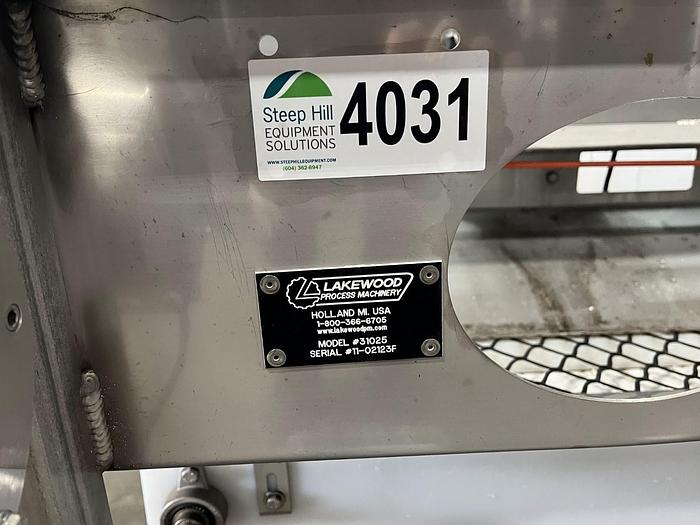 Steep Hill
EQUIPMENT
SOLUTIONS
4031
WWW.STEEPHILLEQUIPMENT.COM
(604) 362-6947
LAKEWOOD
PROCESS MACHINERY
HOLLAND MI. USA
1-800-366-6705
www.lakewoodpm.com
MODEL #31025
SERIAL #11-02123F